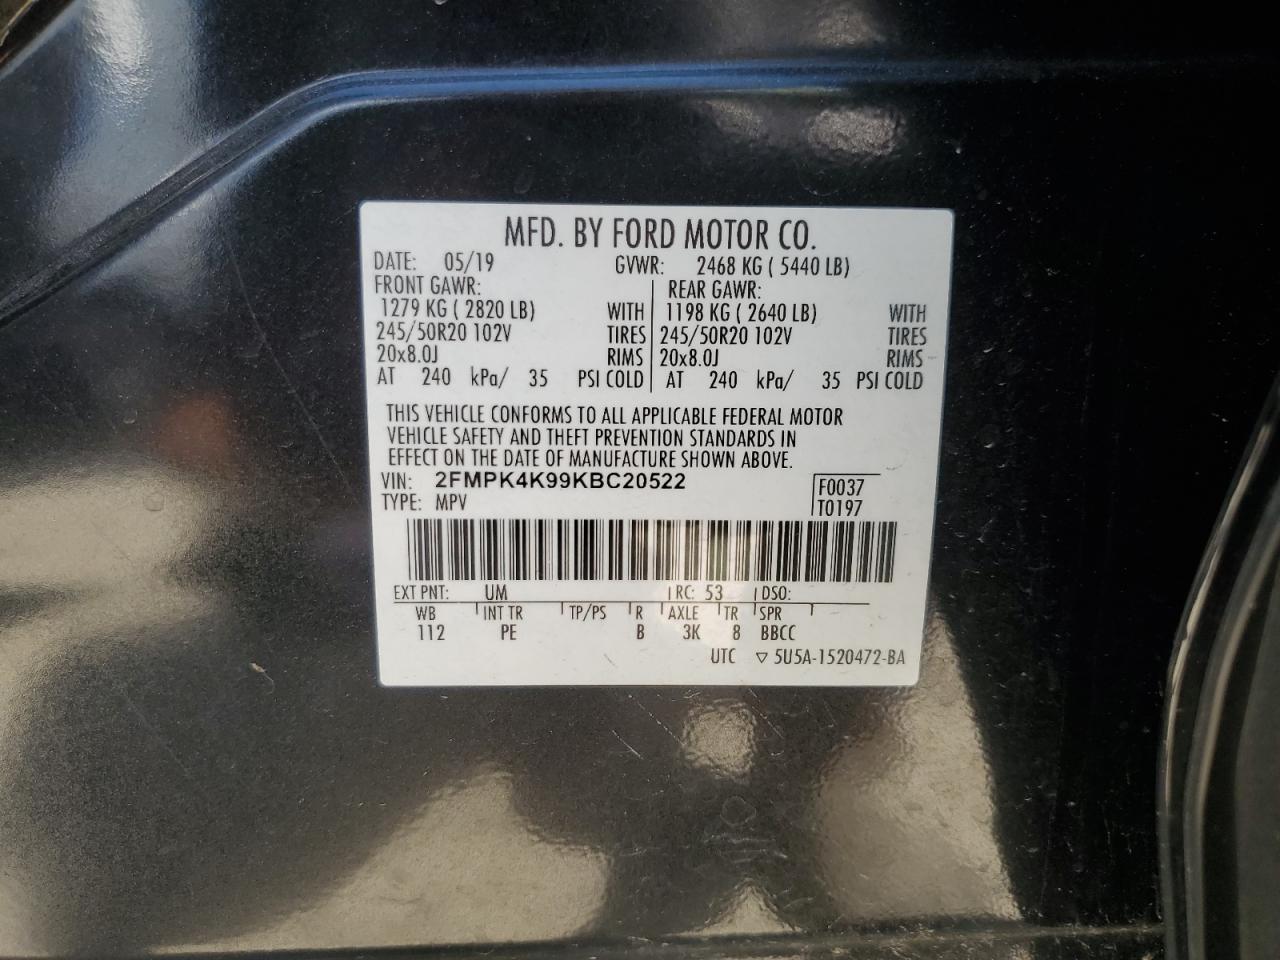 MFD. BY FORD MOTOR CO.
DATE: 05/19 GVWR: 2468 KG ( 5440 LB)
FRONT GAWR: REAR GAWR:
1279 KG ( 2820 LB) WITH 1198 KG ( 2640 LB) WITH
245/50R20 102V TIRES 245/50R20 102V TIRES
20x8.0J RIMS 20x8.0J RIMS
AT 240 kPa/ 35 PSI COLD AT 240 kPa/ 35 PSI COLD
THIS VEHICLE CONFORMS TO ALL APPLICABLE FEDERAL MOTOR
VEHICLE SAFETY AND THEFT PREVENTION STANDARDS IN
EFFECT ON THE DATE OF MANUFACTURE SHOWN ABOVE.
VIN: 2FMPK4K99KBC20522 F0037
TYPE: MPV T0197
EXT PNT: UM RC: 53 DSO:
WB INT TR TP/PS R AXLE TR SPR
112 PE B 3K 8 BBCC
UTC ▽ 5U5A-1520472-BA